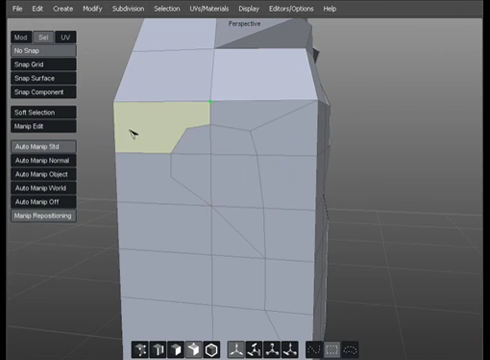 File Edit Create Modify Subdivision Selection UVs/Materials Display Editors/Options Help
Perspective
Mod Sel UV
No Snap
Snap Grid
Snap Surface
Snap Component
Soft Selection
Manip Edit
Auto Manip Std
Auto Manip Normal
Auto Manip Object
Auto Manip World
Auto Manip Off
Manip Repositioning